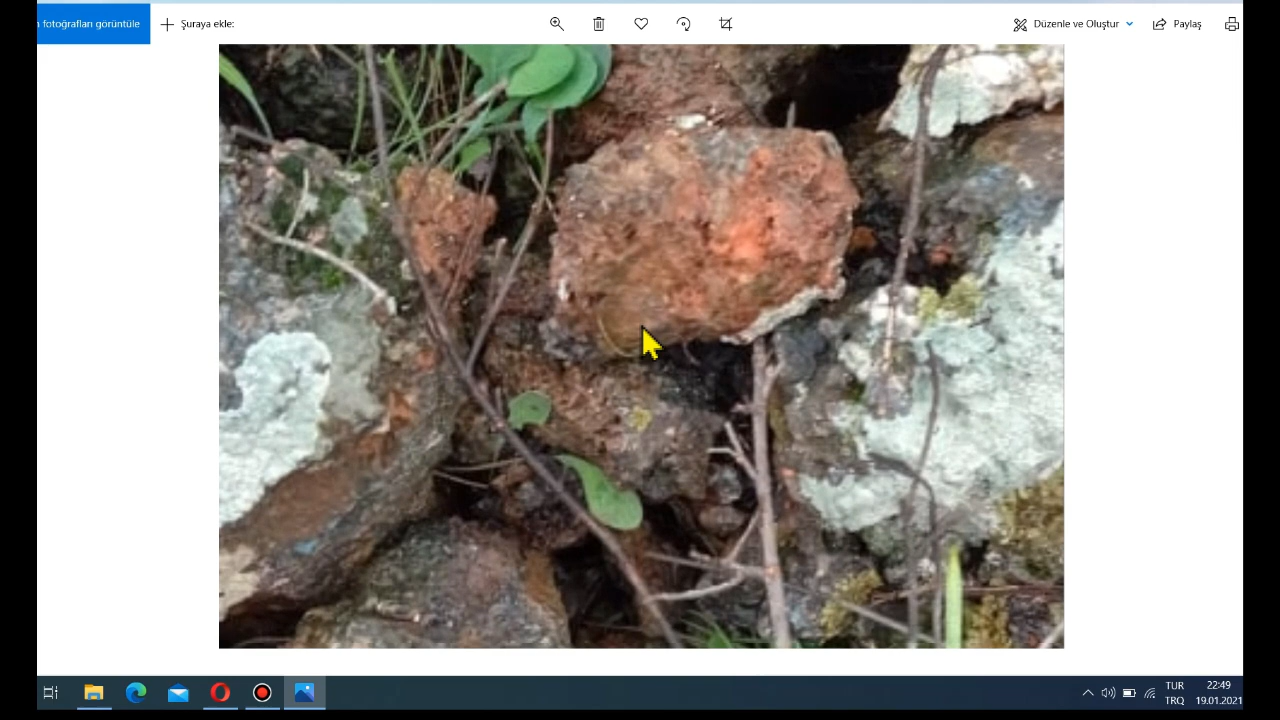 fotoğrafları görüntüle
Şuraya ekle:
Düzenle ve Oluştur
Paylaş
TUR
TRQ
22:49
19.01.2021